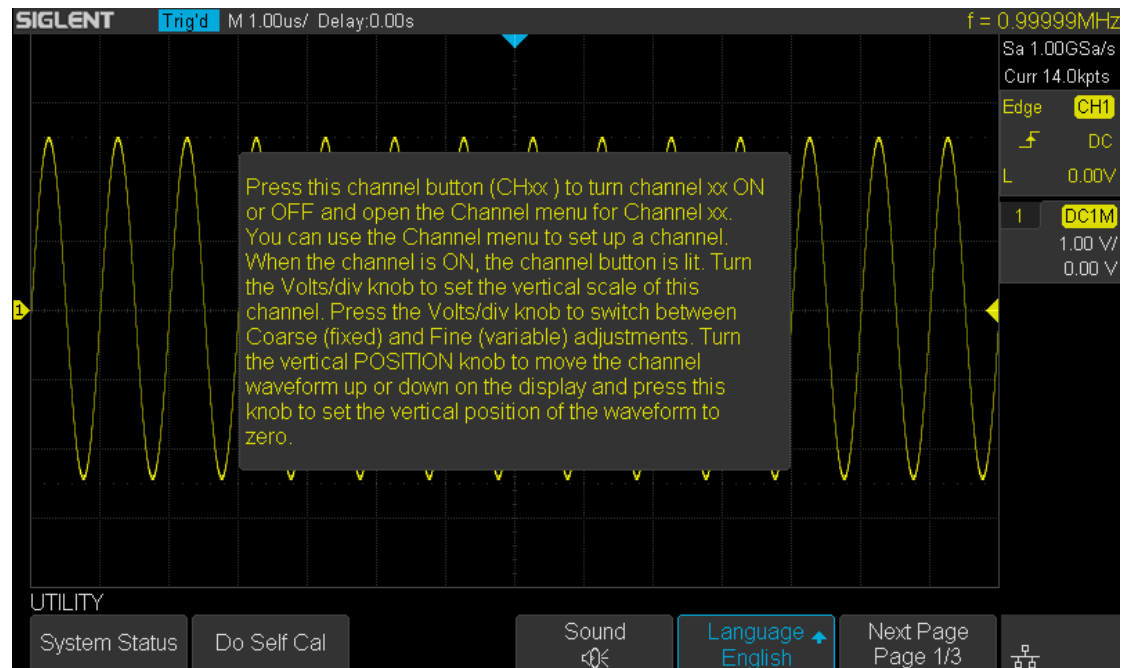 SIGLENT Trig'd M 1.00us/ Delay:0.00s f = 0.99999MHz
Sa 1.00GSa/s
Curr 14.0kpts
Edge CH1
DC
L 0.00V
1 DC1M
1.00 V/
0.00 V
Press this channel button (CHxx ) to turn channel xx ON
or OFF and open the Channel menu for Channel xx.
You can use the Channel menu to set up a channel.
When the channel is ON, the channel button is lit. Turn
the Volts/div knob to set the vertical scale of this
channel. Press the Volts/div knob to switch between
Coarse (fixed) and Fine (variable) adjustments. Turn
the vertical POSITION knob to move the channel
waveform up or down on the display and press this
knob to set the vertical position of the waveform to
zero.
1
UTILITY
System Status
Do Self Cal
Sound
Language
English
Next Page
Page 1/3